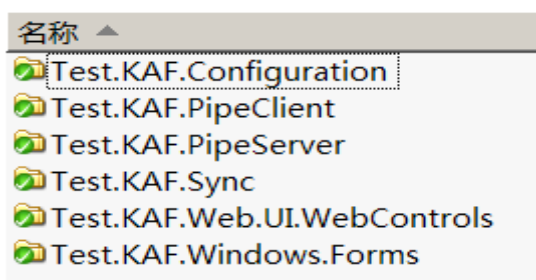 名称
Test.KAF.Configuration
Test.KAF.PipeClient
Test.KAF.PipeServer
Test.KAF.Sync
Test.KAF.Web.UI.WebControls
Test.KAF.Windows.Forms